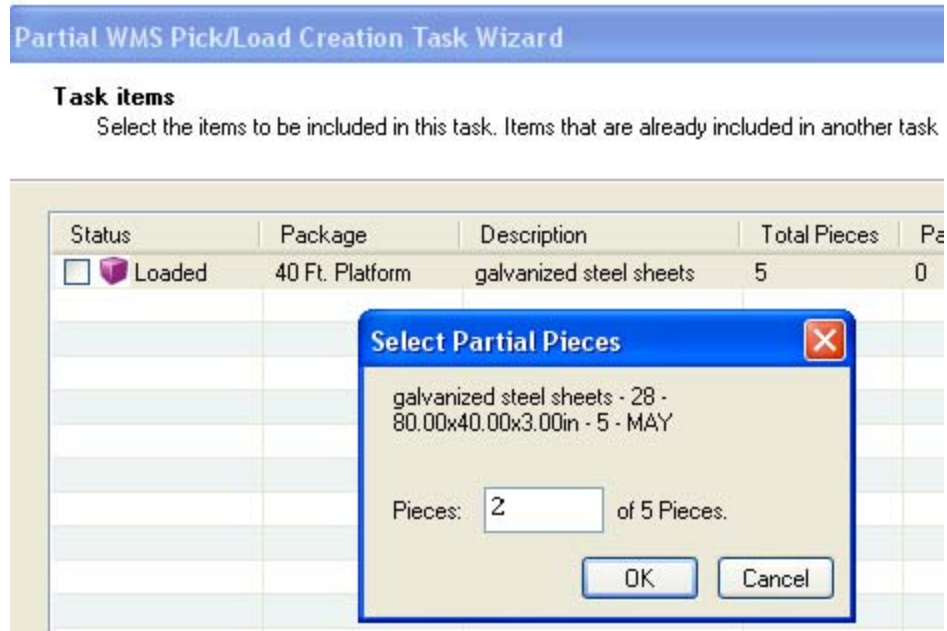 Partial WMS Pick/Load Creation Task Wizard
Task items
Select the items to be included in this task. Items that are already included in another task
Status Package Description Total Pieces Pa
Loaded 40 Ft. Platform galvanized steel sheets 5 0
Select Partial Pieces
galvanized steel sheets - 28 -
80.00x40.00x3.00in - 5 - MAY
Pieces: 2 of 5 Pieces.
OK Cancel